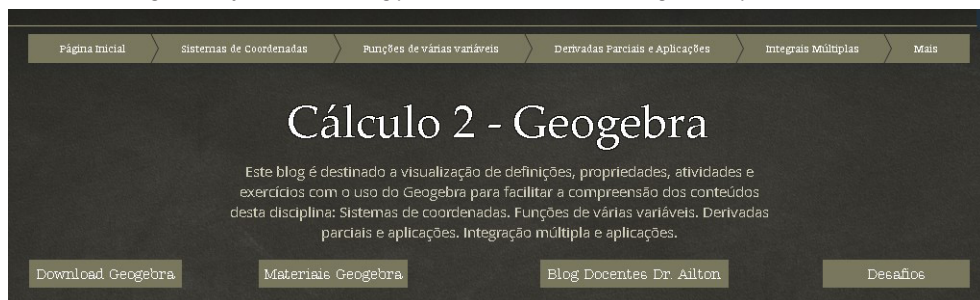 Página Inicial Sistemas de Coordenadas Funções de várias variáveis Derivadas Parciais e Aplicações Integrais Múltiplas Mais
Cálculo 2 - Geogebra
Este blog é destinado a visualização de definições, propriedades, atividades e
exercícios com o uso do Geogebra para facilitar a compreensão dos conteúdos
desta disciplina: Sistemas de coordenadas. Funções de várias variáveis. Derivadas
parciais e aplicações. Integração múltipla e aplicações.
Download Geogebra Materiais Geogebra Blog Docentes Dr. Ailton Desafios